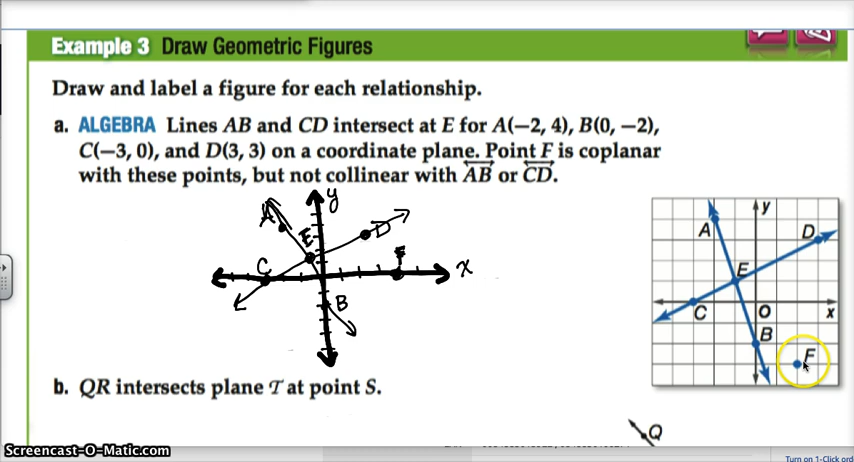 Example 3 Draw Geometric Figures
Draw and label a figure for each relationship.
a. ALGEBRA Lines AB and CD intersect at E for A(−2, 4), B(0, −2),
C(−3, 0), and D(3, 3) on a coordinate plane. Point F is coplanar
with these points, but not collinear with AB or CD.
y
A
E
D
C
F
x
B
y
A
D
E
C
O
x
B
F
b. QR intersects plane T at point S.
Q
Screencast-O-Matic.com
Turn on 1-Click ord